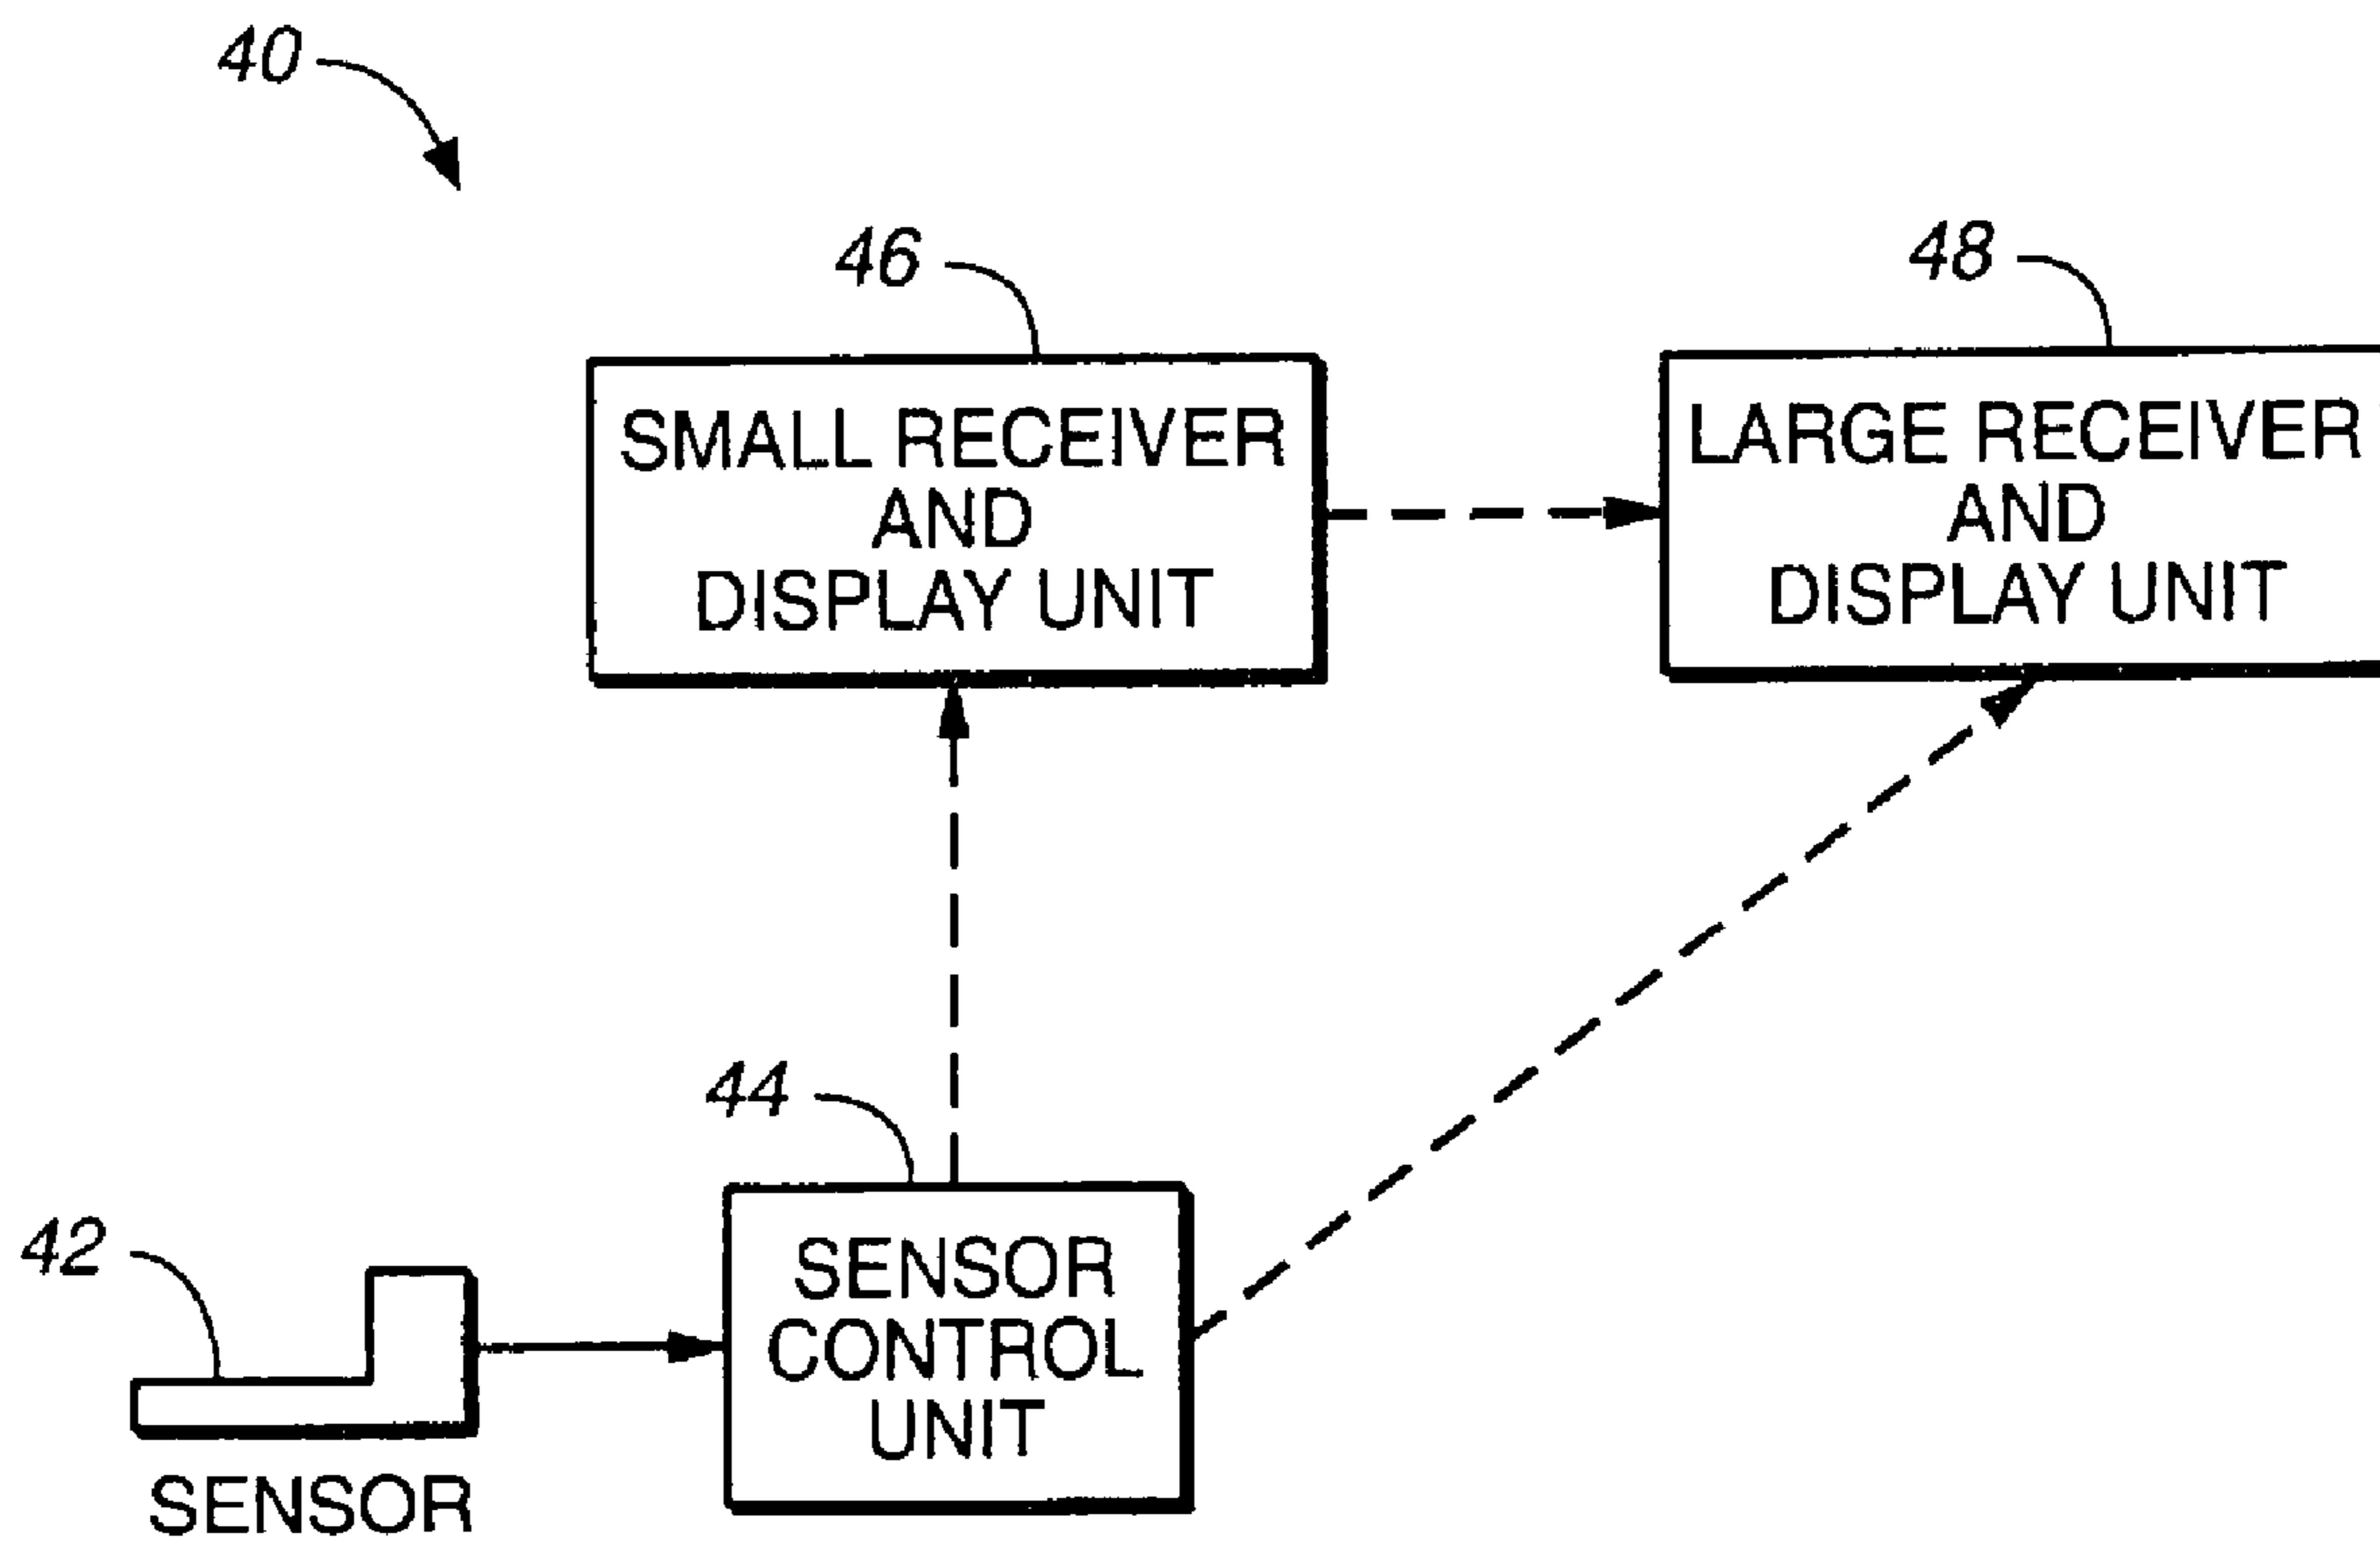 40
46
48
SMALL RECEIVER
AND
DISPLAY UNIT
LARGE RECEIVER
AND
DISPLAY UNIT
44
42
SENSOR
CONTROL
UNIT
SENSOR